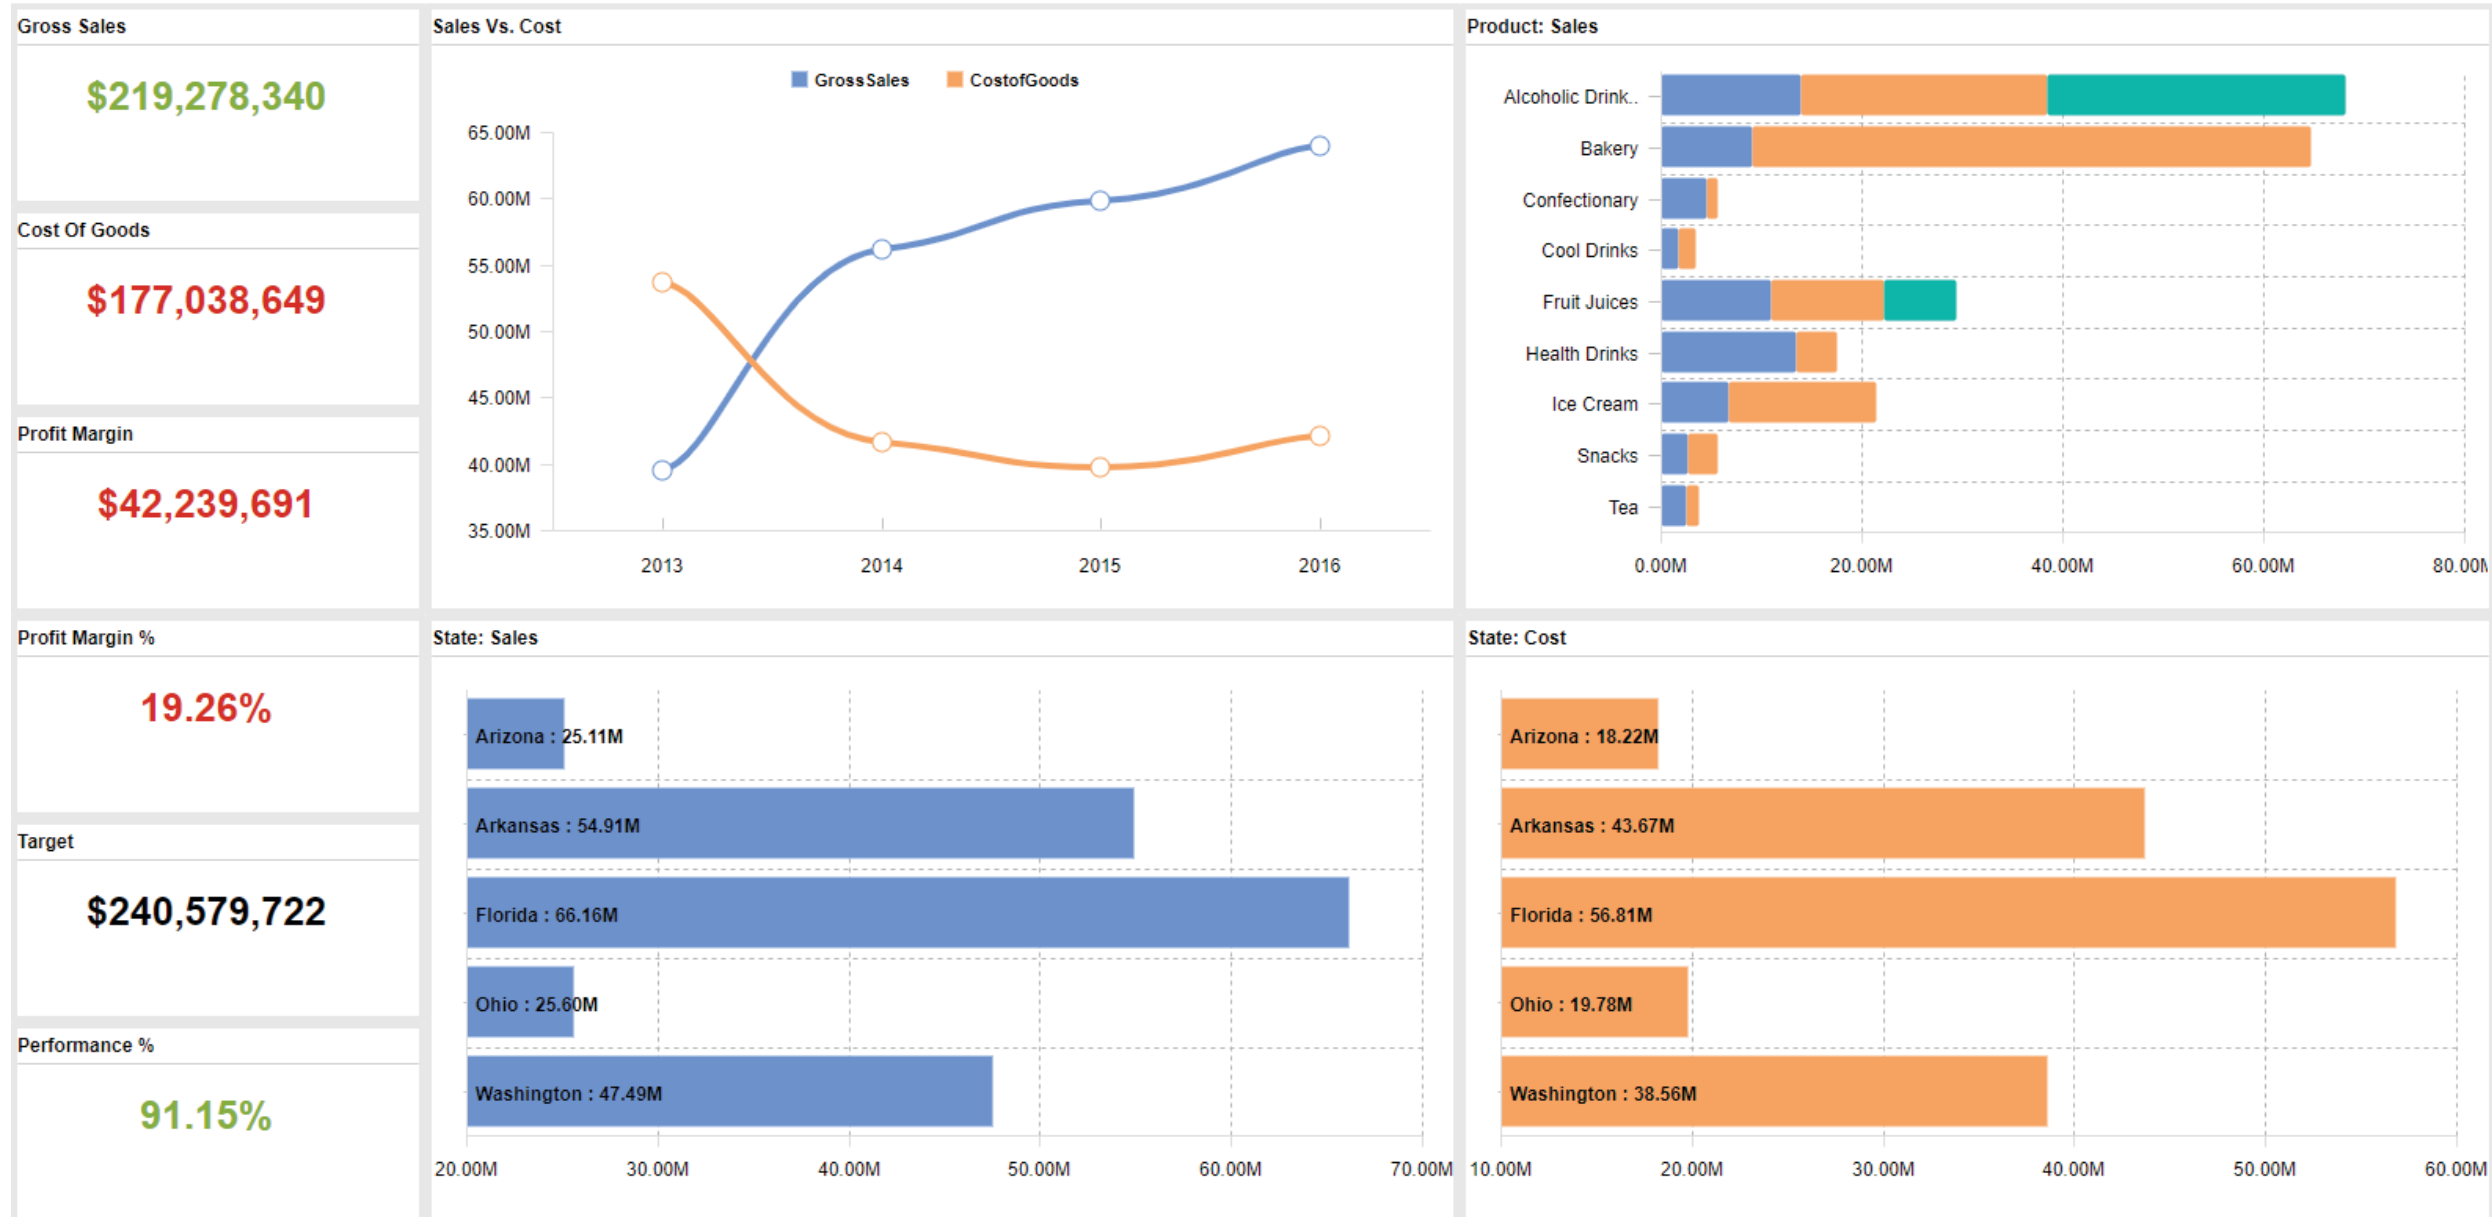 Gross Sales
$219,278,340
Cost Of Goods
$177,038,649
Profit Margin
$42,239,691
Profit Margin %
19.26%
Target
$240,579,722
Performance %
91.15%
Sales Vs. Cost
GrossSales CostofGoods
65.00M
60.00M
55.00M
50.00M
45.00M
40.00M
35.00M
2013 2014 2015 2016
Product: Sales
Alcoholic Drink..
Bakery
Confectionary
Cool Drinks
Fruit Juices
Health Drinks
Ice Cream
Snacks
Tea
0.00M 20.00M 40.00M 60.00M 80.00M
State: Sales
Arizona : 25.11M
Arkansas : 54.91M
Florida : 66.16M
Ohio : 25.60M
Washington : 47.49M
20.00M 30.00M 40.00M 50.00M 60.00M 70.00M
State: Cost
Arizona : 18.22M
Arkansas : 43.67M
Florida : 56.81M
Ohio : 19.78M
Washington : 38.56M
10.00M 20.00M 30.00M 40.00M 50.00M 60.00M